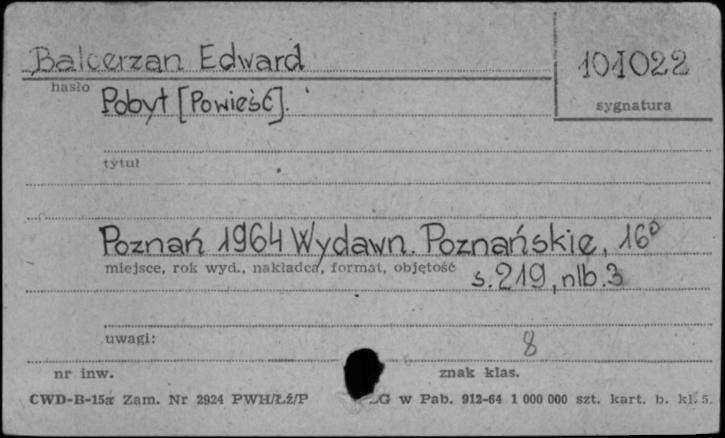 Balcerzan Edward
101022
hasło
sygnatura
Pobyt [Powieść].
tytuł
Poznań 1964 Wydawn. Poznańskie, 16°
miejsce, rok wyd., nakładca, format, objętość
s. 219, nlb. 3
uwagi:
8
nr inw.
znak klas.
CWD-B-15a Zam. Nr 2924 PWH/Łź/P
ZG w Pab. 912-64 1 000 000 szt. kart. b. kl. 5.